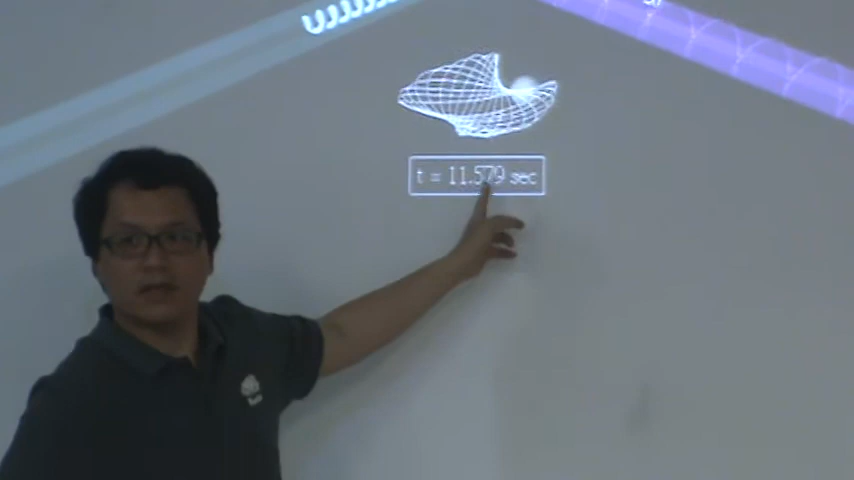 t = 11.579 sec